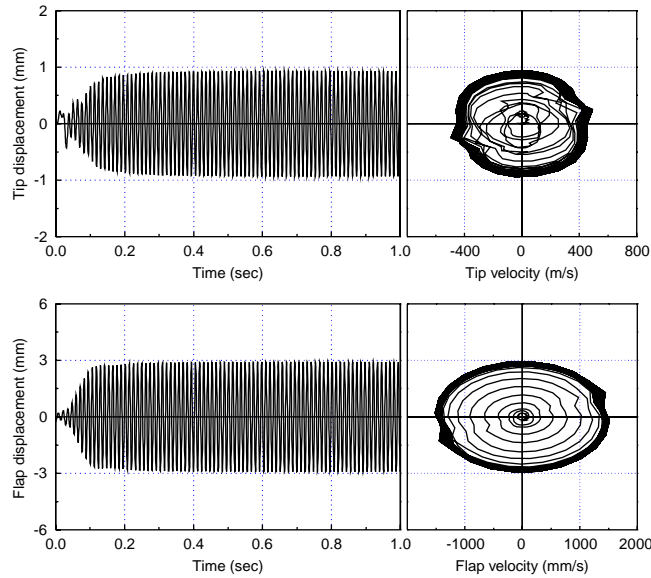 2
1
0
-1
-2
Tip displacement (mm)
0.0 0.2 0.4 0.6 0.8 1.0
Time (sec)
-400 0 400 800
Tip velocity (m/s)
6
3
0
-3
-6
Flap displacement (mm)
0.0 0.2 0.4 0.6 0.8 1.0
Time (sec)
-1000 0 1000 2000
Flap velocity (mm/s)